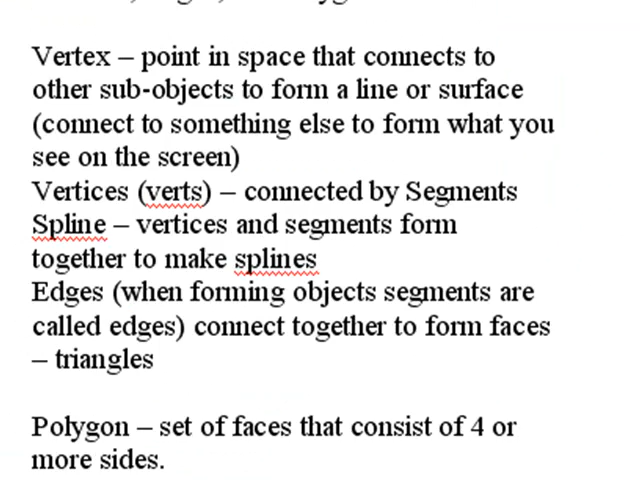 Vertex – point in space that connects to
other sub-objects to form a line or surface
(connect to something else to form what you
see on the screen)
Vertices (verts) – connected by Segments
Spline – vertices and segments form
together to make splines
Edges (when forming objects segments are
called edges) connect together to form faces
– triangles
Polygon – set of faces that consist of 4 or
more sides.